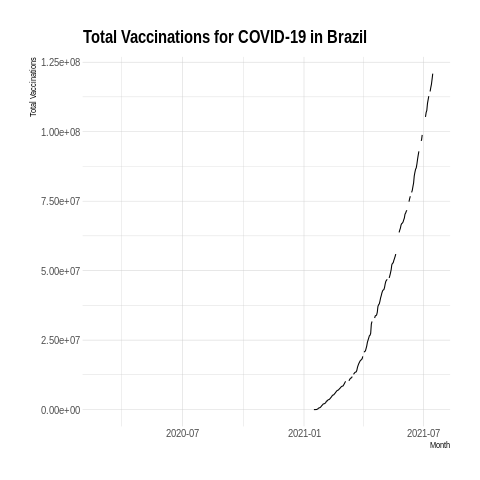 Total Vaccinations for COVID-19 in Brazil
Total Vaccinations
1.25e+08
1.00e+08
7.50e+07
5.00e+07
2.50e+07
0.00e+00
2020-07
2021-01
2021-07
Month